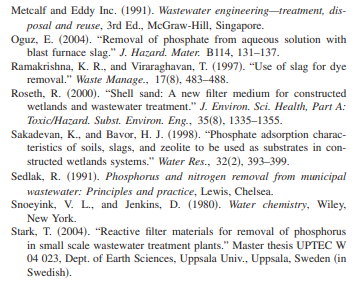 Metcalf and Eddy Inc. (1991). Wastewater engineering—treatment, dis-
posal and reuse, 3rd Ed., McGraw-Hill, Singapore.
Oguz, E. (2004). “Removal of phosphate from aqueous solution with
blast furnace slag.” J. Hazard. Mater. B114, 131–137.
Ramakrishna, K. R., and Viraraghavan, T. (1997). “Use of slag for dye
removal.” Waste Manage., 17(8), 483–488.
Roseth, R. (2000). “Shell sand: A new filter medium for constructed
wetlands and wastewater treatment.” J. Environ. Sci. Health, Part A:
Toxic/Hazard. Subst. Environ. Eng., 35(8), 1335–1355.
Sakadevan, K., and Bavor, H. J. (1998). “Phosphate adsorption charac-
teristics of soils, slags, and zeolite to be used as substrates in con-
structed wetlands systems.” Water Res., 32(2), 393–399.
Sedlak, R. (1991). Phosphorus and nitrogen removal from municipal
wastewater: Principles and practice, Lewis, Chelsea.
Snoeyink, V. L., and Jenkins, D. (1980). Water chemistry, Wiley,
New York.
Stark, T. (2004). “Reactive filter materials for removal of phosphorus
in small scale wastewater treatment plants.” Master thesis UPTEC W
04 023, Dept. of Earth Sciences, Uppsala Univ., Uppsala, Sweden (in
Swedish).